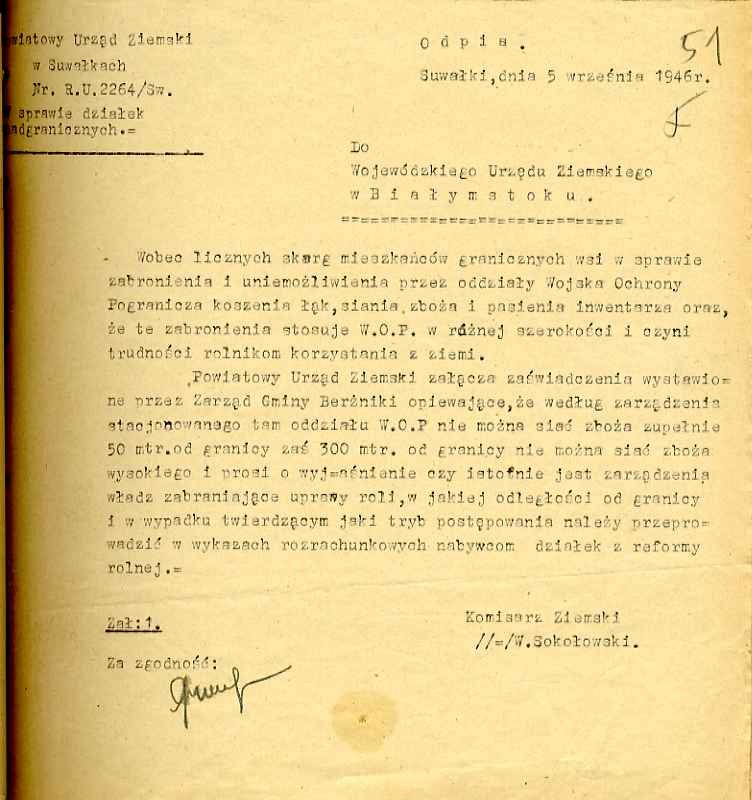 wiatowy Urząd Ziemski
w Suwałkach
Nr. R.U.2264/Sw.
W sprawie działek
adgranicznych.=
Odpis.
51
Suwałki,dnia 5 września 1946r.
Do
Wojewódzkiego Urzędu Ziemskiego
w Białymstoku.
=============================
Wobec licznych skarg mieszkańców granicznych wsi w sprawie
zabronienia i uniemożliwienia przez oddziały Wojska Ochrony
Pogranicza koszenia łąk,siania zboża i pasienia inwentarza oraz,
że te zabronienia stosuje W.O.P. w różnej szerokości i czyni
trudności rolnikom korzystania z ziemi.
Powiatowy Urząd Ziemski załącza zaświadczenia wystawio=
ne przez Zarząd Gminy Berżniki opiewające,że według zarządzenia
stacjonowanego tam oddziału W.O.P nie można siać zboża zupełnie
50 mtr.od granicy zaś 300 mtr. od granicy nie można siać zboża
wysokiego i prosi o wyj=aśnienie czy istotnie jest zarządzenia
władz zabraniające uprawy roli,w jakiej odległości od granicy
i w wypadku twierdzącym jaki tryb postępowania należy przepro=
wadzić w wykazach rozrachunkowych nabywcom działek z reformy
rolnej.=
Zał:1.
Komisarz Ziemski
//=/W.Sokołowski.
Za zgodność: